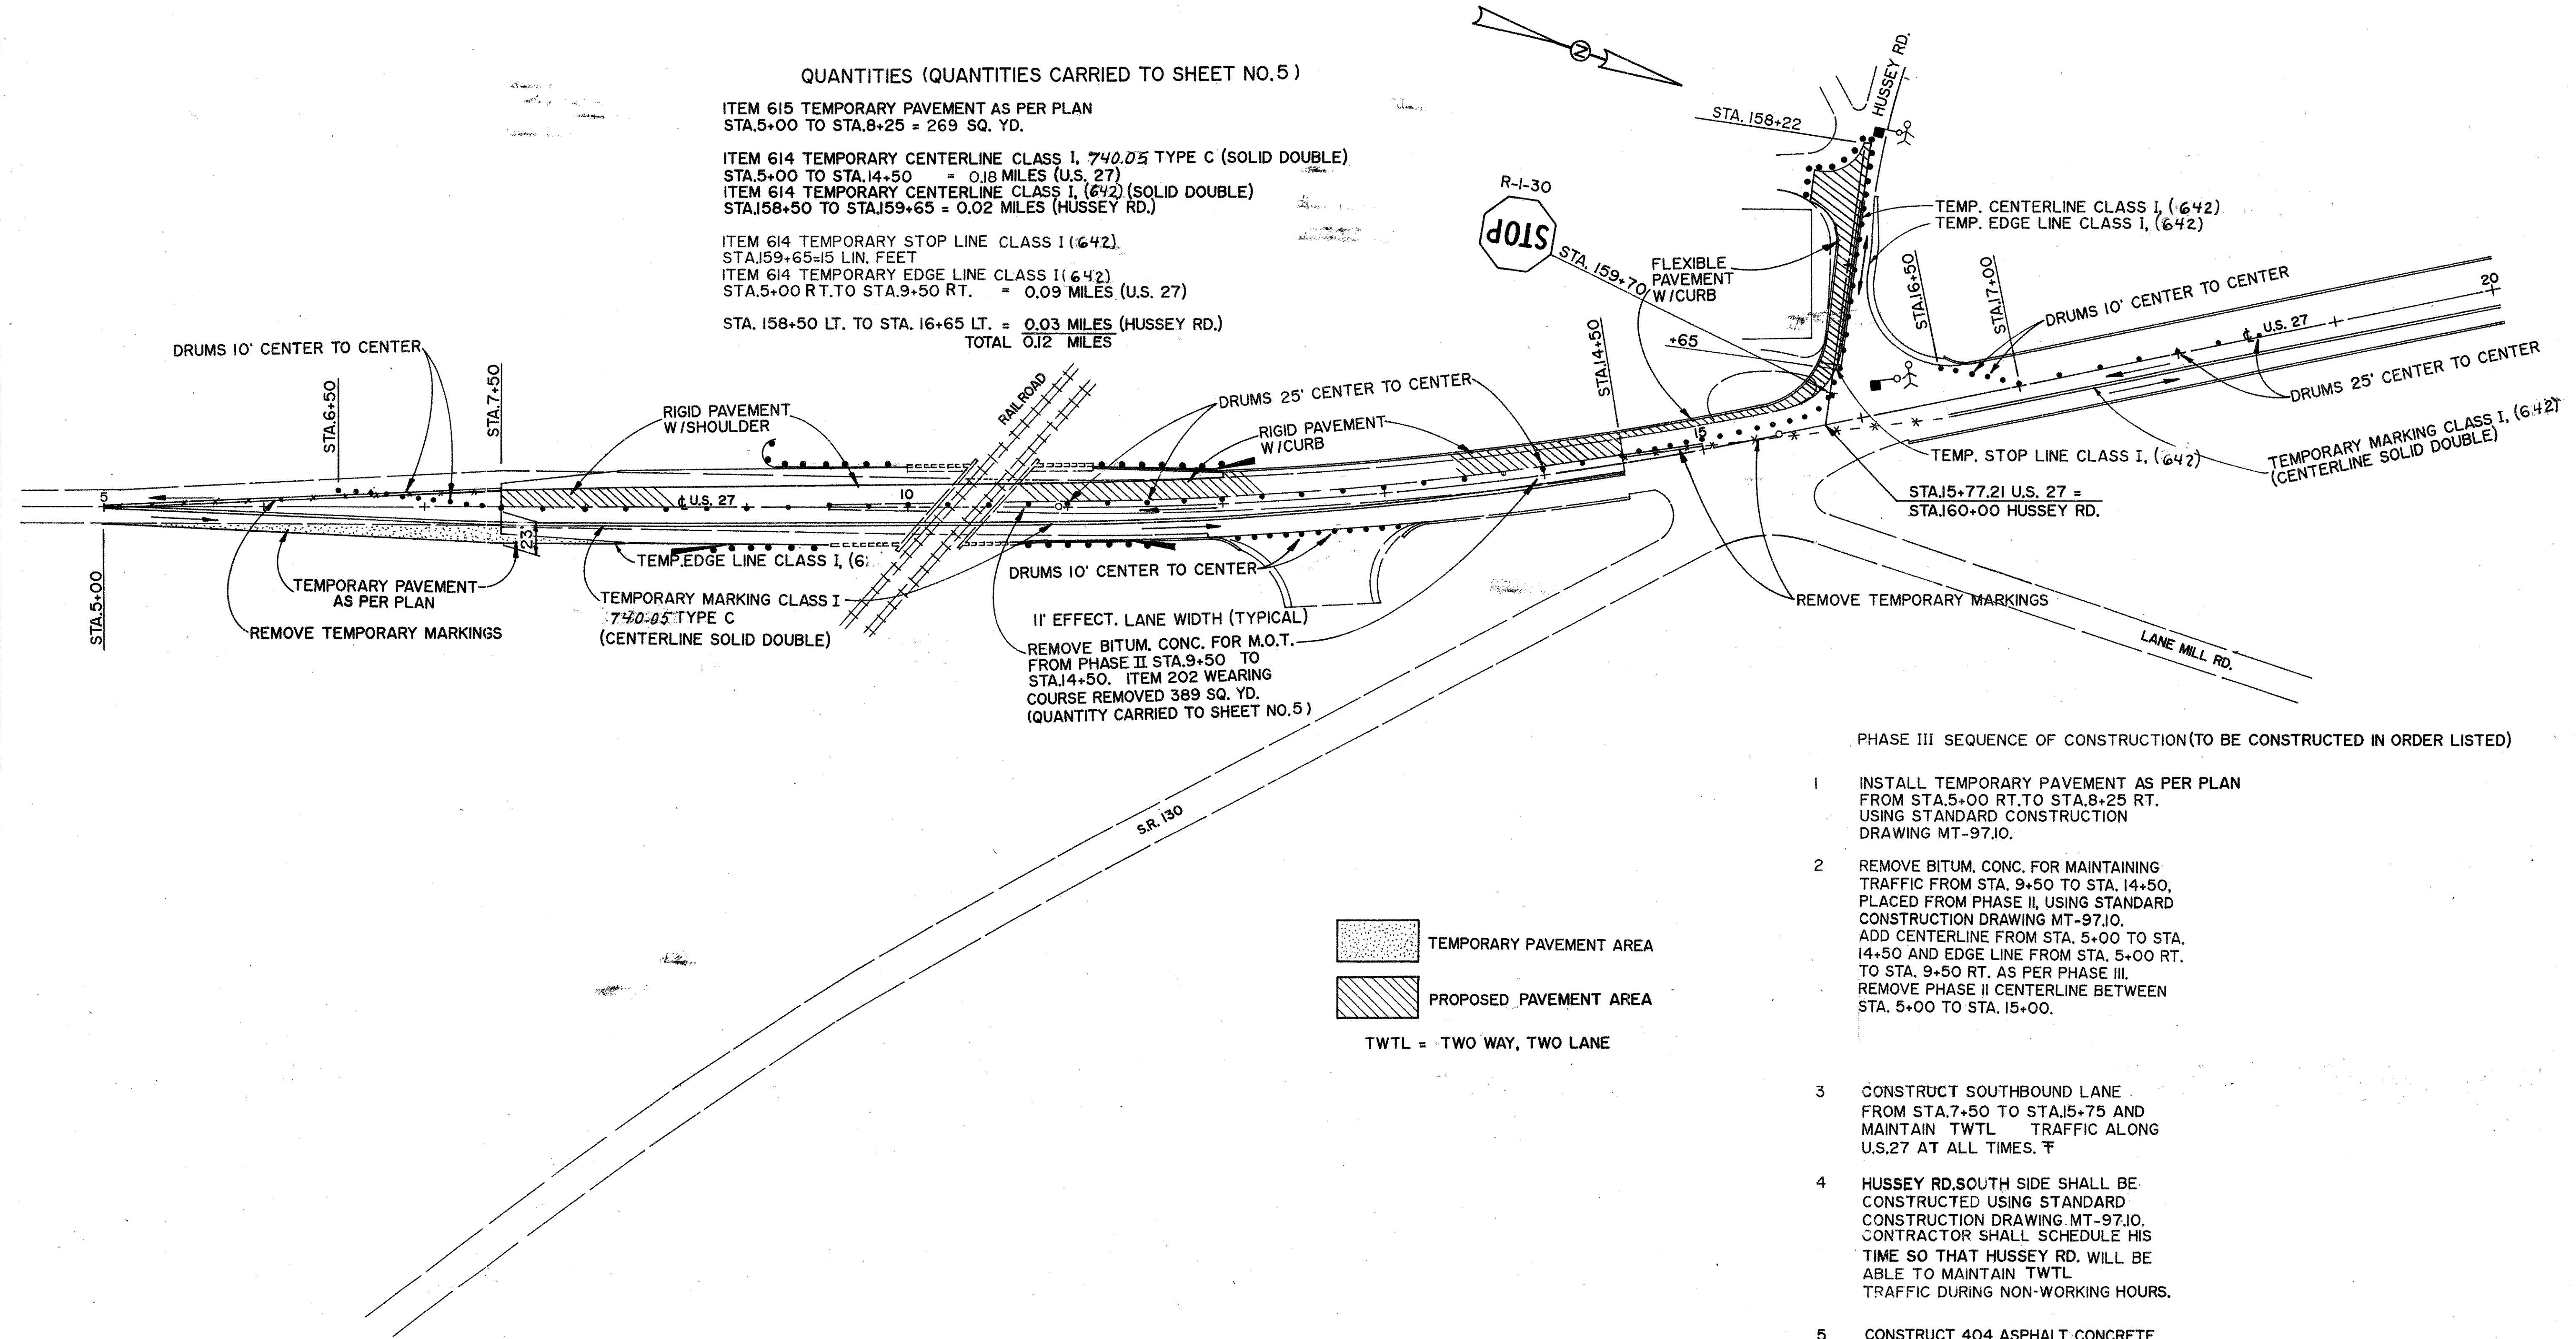 QUANTITIES (QUANTITIES CARRIED TO SHEET NO.5)
ITEM 615 TEMPORARY PAVEMENT AS PER PLAN
STA.5+00 TO STA.8+25 = 269 SQ. YD.
ITEM 614 TEMPORARY CENTERLINE CLASS I, 740.05 TYPE C (SOLID DOUBLE)
STA.5+00 TO STA.14+50 = 0.18 MILES (U.S. 27)
ITEM 614 TEMPORARY CENTERLINE CLASS I, (642) (SOLID DOUBLE)
STA.158+50 TO STA.159+65 = 0.02 MILES (HUSSEY RD.)
ITEM 614 TEMPORARY STOP LINE CLASS I (642)
STA.159+65=15 LIN. FEET
ITEM 614 TEMPORARY EDGE LINE CLASS I (642)
STA.5+00 RT. TO STA.9+50 RT. = 0.09 MILES (U.S. 27)
STA. 158+50 LT. TO STA. 16+65 LT. = 0.03 MILES (HUSSEY RD.)
TOTAL 0.12 MILES
N
HUSSEY RD.
STA. 158+22
R-1-30
STOP
STA. 159+70
FLEXIBLE
PAVEMENT
W/CURB
+65
TEMP. CENTERLINE CLASS I, (642)
TEMP. EDGE LINE CLASS I, (642)
STA.16+50
STA.17+00
DRUMS 10' CENTER TO CENTER
20
℄ U.S. 27
DRUMS 25' CENTER TO CENTER
TEMPORARY MARKING CLASS I, (642)
(CENTERLINE SOLID DOUBLE)
TEMP. STOP LINE CLASS I, (642)
STA.15+77.21 U.S. 27 =
STA.160+00 HUSSEY RD.
REMOVE TEMPORARY MARKINGS
LANE MILL RD.
DRUMS 10' CENTER TO CENTER
STA.6+50
STA.7+50
RIGID PAVEMENT
W/SHOULDER
RAILROAD
DRUMS 25' CENTER TO CENTER
RIGID PAVEMENT
W/CURB
STA.14+50
15
5
℄ U.S. 27
10
23
STA.5+00
TEMPORARY PAVEMENT
AS PER PLAN
REMOVE TEMPORARY MARKINGS
TEMP.EDGE LINE CLASS I, (6
TEMPORARY MARKING CLASS I
740.05 TYPE C
(CENTERLINE SOLID DOUBLE)
DRUMS 10' CENTER TO CENTER
11' EFFECT. LANE WIDTH (TYPICAL)
REMOVE BITUM. CONC. FOR M.O.T.
FROM PHASE II STA.9+50 TO
STA.14+50. ITEM 202 WEARING
COURSE REMOVED 389 SQ. YD.
(QUANTITY CARRIED TO SHEET NO.5)
S.R. 130
TEMPORARY PAVEMENT AREA
PROPOSED PAVEMENT AREA
TWTL = TWO WAY, TWO LANE
PHASE III SEQUENCE OF CONSTRUCTION (TO BE CONSTRUCTED IN ORDER LISTED)
1 INSTALL TEMPORARY PAVEMENT AS PER PLAN
FROM STA.5+00 RT.TO STA.8+25 RT.
USING STANDARD CONSTRUCTION
DRAWING MT-97.10.
2 REMOVE BITUM. CONC. FOR MAINTAINING
TRAFFIC FROM STA. 9+50 TO STA. 14+50,
PLACED FROM PHASE II, USING STANDARD
CONSTRUCTION DRAWING MT-97.10.
ADD CENTERLINE FROM STA. 5+00 TO STA.
14+50 AND EDGE LINE FROM STA. 5+00 RT.
TO STA. 9+50 RT. AS PER PHASE III.
REMOVE PHASE II CENTERLINE BETWEEN
STA. 5+00 TO STA. 15+00.
3 CONSTRUCT SOUTHBOUND LANE
FROM STA.7+50 TO STA.15+75 AND
MAINTAIN TWTL TRAFFIC ALONG
U.S.27 AT ALL TIMES.
4 HUSSEY RD.SOUTH SIDE SHALL BE
CONSTRUCTED USING STANDARD
CONSTRUCTION DRAWING MT-97.10.
CONTRACTOR SHALL SCHEDULE HIS
TIME SO THAT HUSSEY RD. WILL BE
ABLE TO MAINTAIN TWTL
TRAFFIC DURING NON-WORKING HOURS.
5 CONSTRUCT 404 ASPHALT CONCRETE